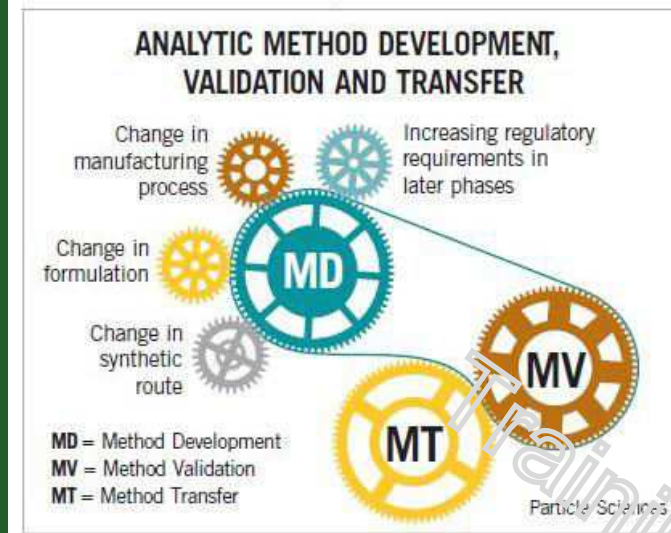 ANALYTIC METHOD DEVELOPMENT,
VALIDATION AND TRANSFER
Change in
manufacturing
process
Increasing regulatory
requirements in
later phases
Change in
formulation
Change in
synthetic
route
MD
MV
MT
MD = Method Development
MV = Method Validation
MT = Method Transfer
Particle Sciences